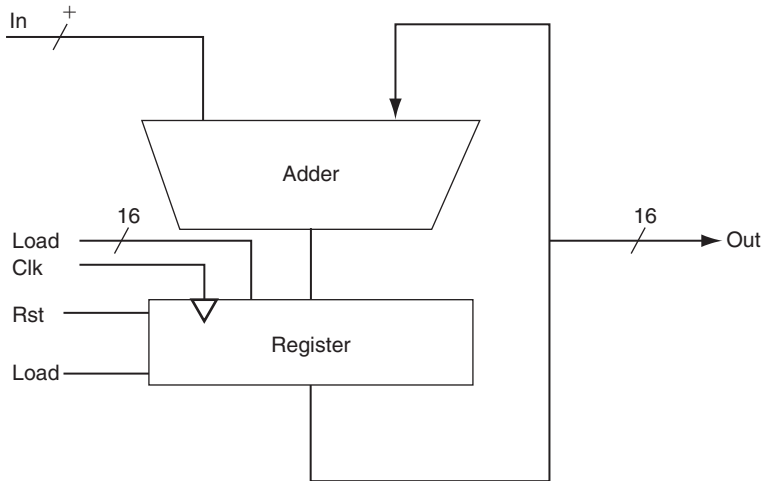 In
+
Adder
16
Load
Clk
16
Out
Rst
Register
Load